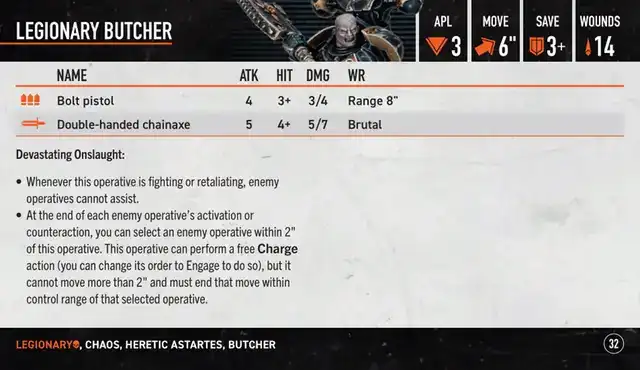 LEGIONARY BUTCHER
APL MOVE SAVE WOUNDS
3 6" 3+ 14
NAME ATK HIT DMG WR
Bolt pistol 4 3+ 3/4 Range 8"
Double-handed chainaxe 5 4+ 5/7 Brutal
Devastating Onslaught:
• Whenever this operative is fighting or retaliating, enemy
operatives cannot assist.
• At the end of each enemy operative's activation or
counteraction, you can select an enemy operative within 2"
of this operative. This operative can perform a free Charge
action (you can change its order to Engage to do so), but it
cannot move more than 2" and must end that move within
control range of that selected operative.
LEGIONARY, CHAOS, HERETIC ASTARTES, BUTCHER
32